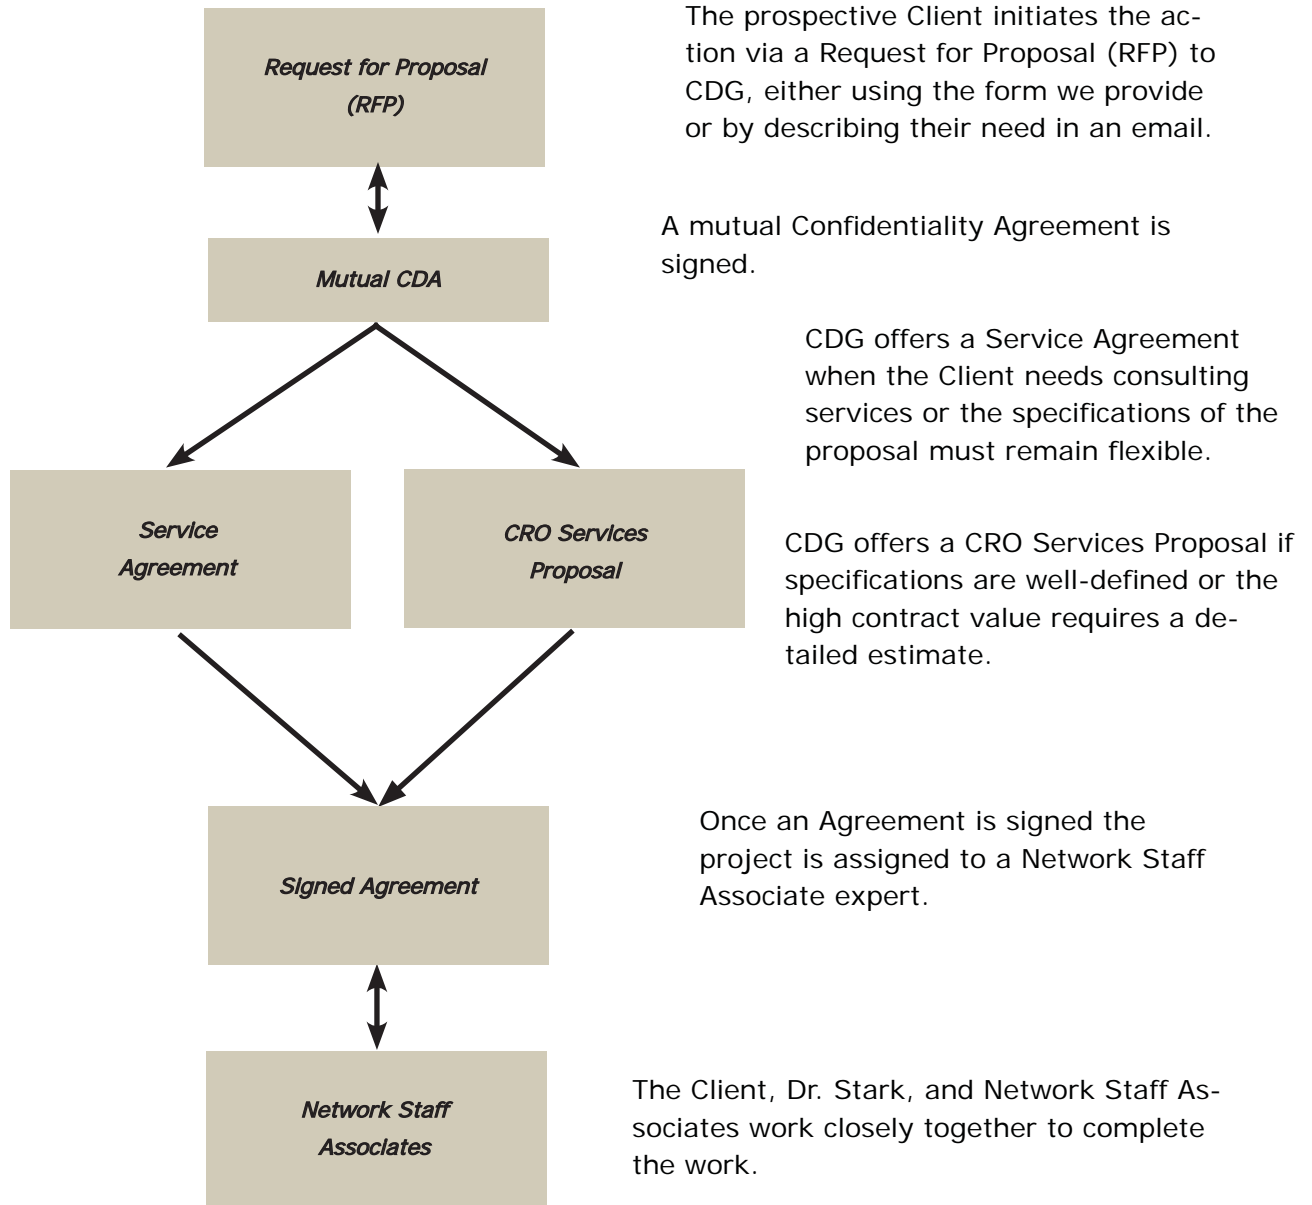 Request for Proposal
(RFP)
The prospective Client initiates the ac-
tion via a Request for Proposal (RFP) to
CDG, either using the form we provide
or by describing their need in an email.
Mutual CDA
A mutual Confidentiality Agreement is
signed.
CDG offers a Service Agreement
when the Client needs consulting
services or the specifications of the
proposal must remain flexible.
Service
Agreement
CRO Services
Proposal
CDG offers a CRO Services Proposal if
specifications are well-defined or the
high contract value requires a de-
tailed estimate.
Signed Agreement
Once an Agreement is signed the
project is assigned to a Network Staff
Associate expert.
Network Staff
Associates
The Client, Dr. Stark, and Network Staff As-
sociates work closely together to complete
the work.